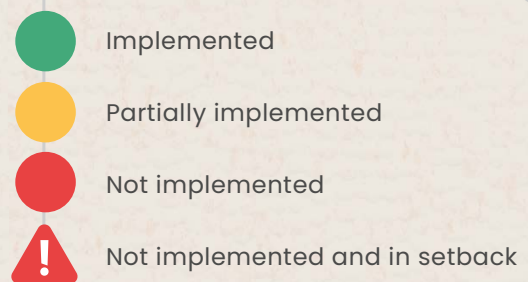 Implemented
Partially implemented
Not implemented
! Not implemented and in setback